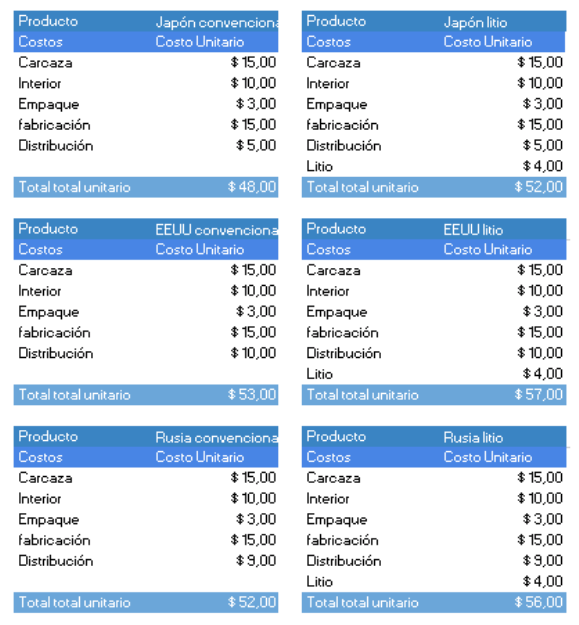 Producto Japón convenciona
Costos Costo Unitario
Carcaza $ 15,00
Interior $ 10,00
Empaque $ 3,00
fabricación $ 15,00
Distribución $ 5,00
Total total unitario $ 48,00
Producto Japón litio
Costos Costo Unitario
Carcaza $ 15,00
Interior $ 10,00
Empaque $ 3,00
fabricación $ 15,00
Distribución $ 5,00
Litio $ 4,00
Total total unitario $ 52,00
Producto EEUU convenciona
Costos Costo Unitario
Carcaza $ 15,00
Interior $ 10,00
Empaque $ 3,00
fabricación $ 15,00
Distribución $ 10,00
Total total unitario $ 53,00
Producto EEUU litio
Costos Costo Unitario
Carcaza $ 15,00
Interior $ 10,00
Empaque $ 3,00
fabricación $ 15,00
Distribución $ 10,00
Litio $ 4,00
Total total unitario $ 57,00
Producto Rusia convenciona
Costos Costo Unitario
Carcaza $ 15,00
Interior $ 10,00
Empaque $ 3,00
fabricación $ 15,00
Distribución $ 9,00
Total total unitario $ 52,00
Producto Rusia litio
Costos Costo Unitario
Carcaza $ 15,00
Interior $ 10,00
Empaque $ 3,00
fabricación $ 15,00
Distribución $ 9,00
Litio $ 4,00
Total total unitario $ 56,00